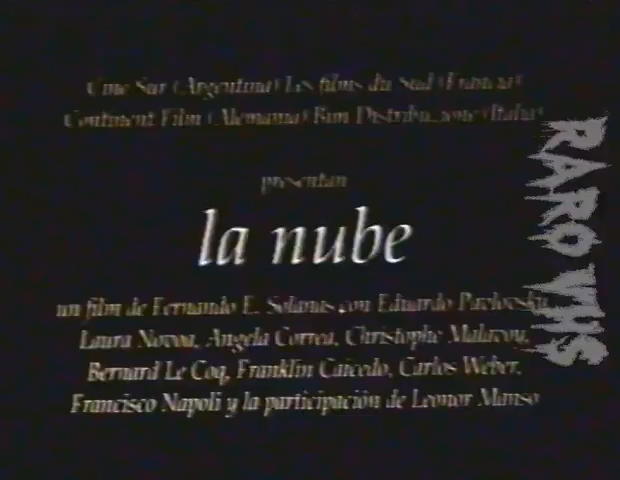 Cine Sur (Argentina) Les films du Sud (Francia)
Continent Film (Alemania) Bim Distribuzione (Italia)
presentan
la nube
un film de Fernando E. Solanas con Eduardo Pavlovsky,
Laura Novoa, Angela Correa, Christophe Malavoy,
Bernard Le Coq, Franklin Caicedo, Carlos Weber,
Francisco Napoli y la participación de Leonor Manso
RARO VHS